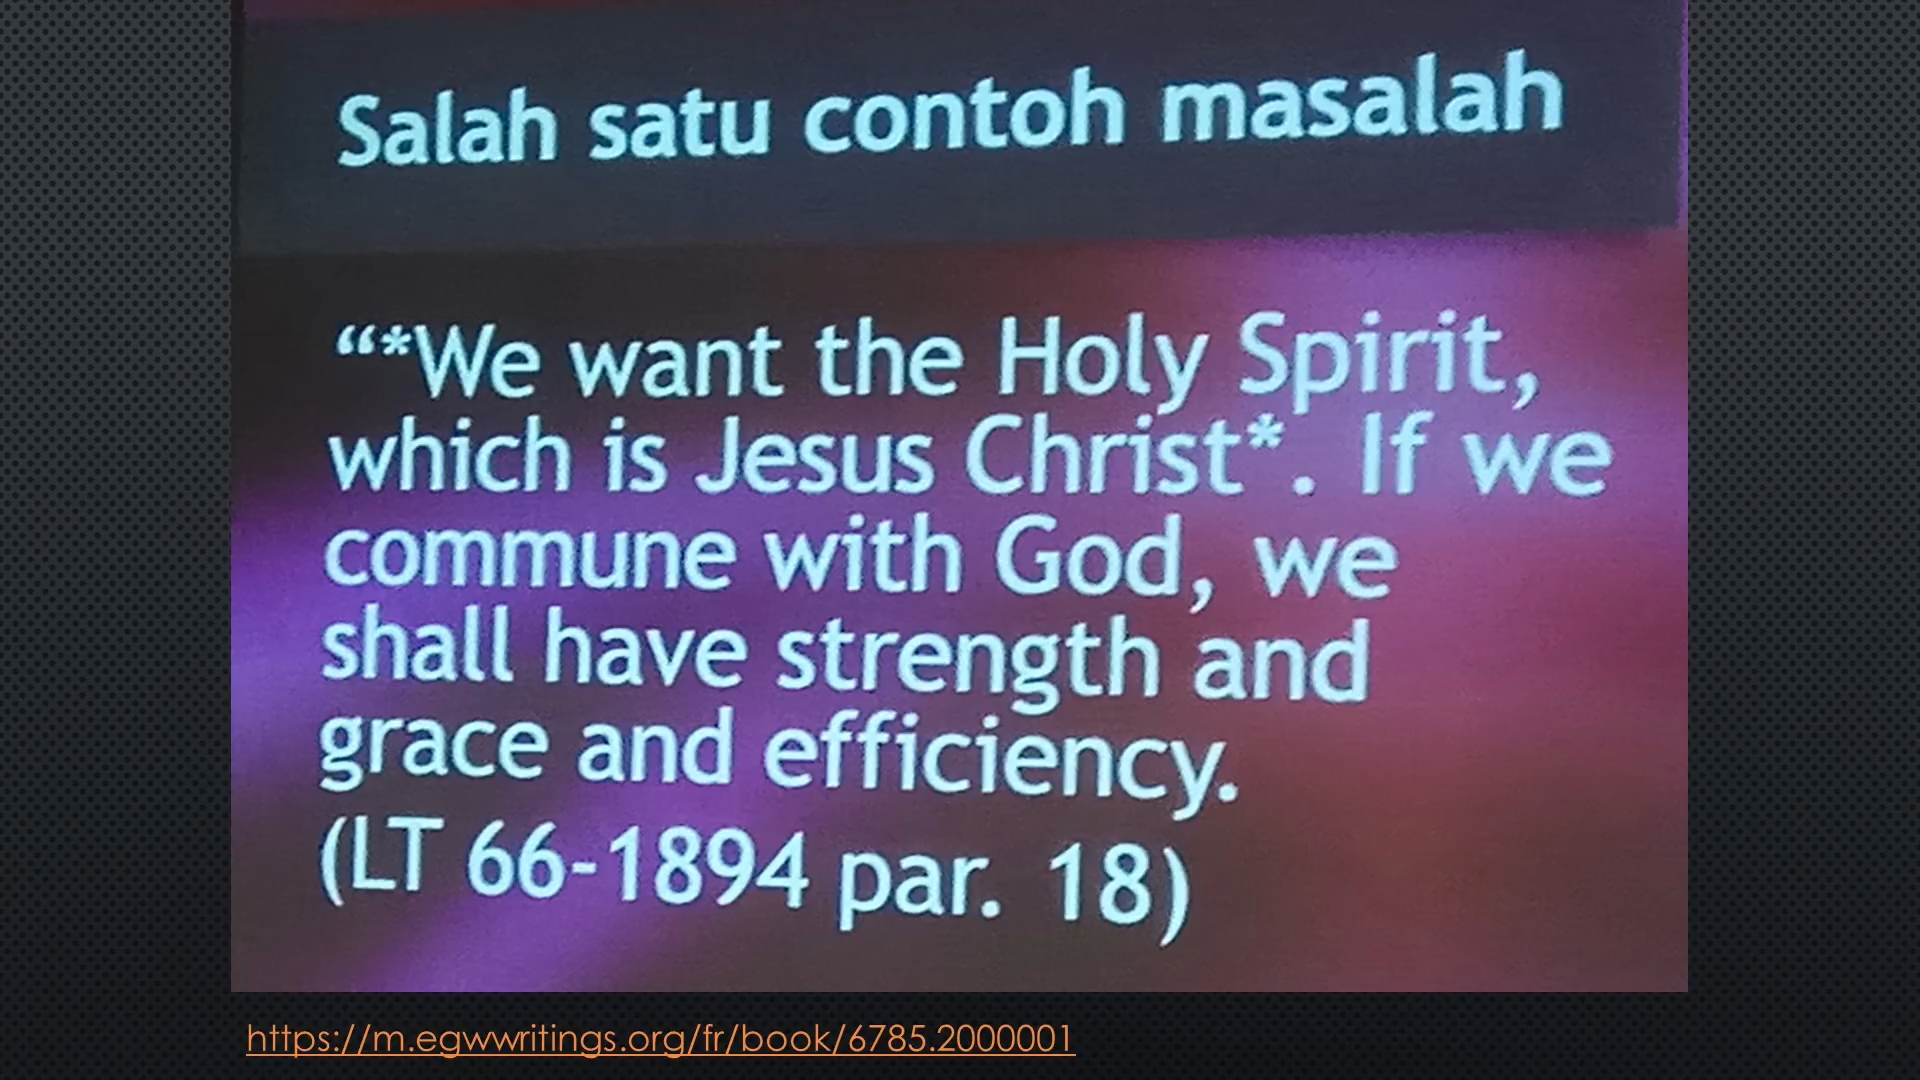 Salah satu contoh masalah
“*We want the Holy Spirit,
which is Jesus Christ*. If we
commune with God, we
shall have strength and
grace and efficiency.
(LT 66-1894 par. 18)
https://m.egwwritings.org/fr/book/6785.2000001